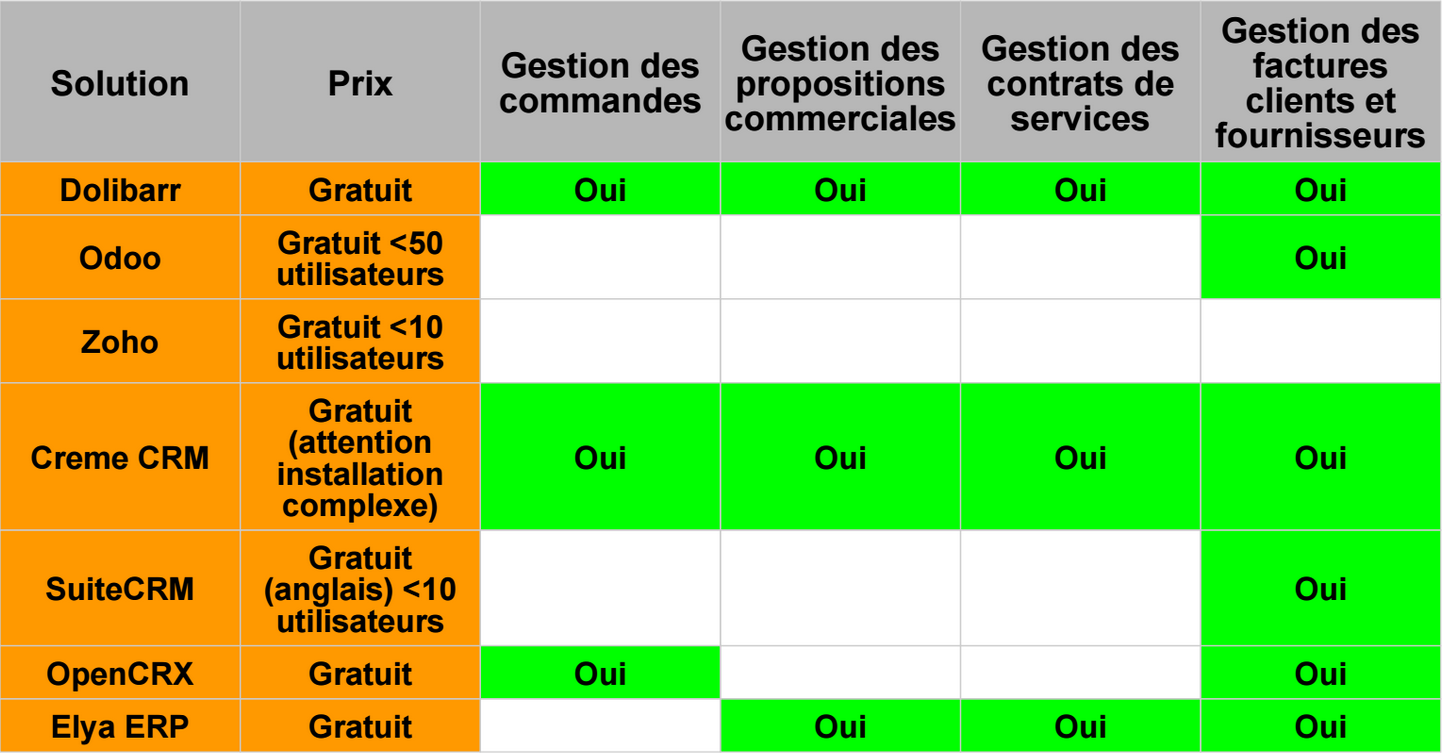 Solution Prix Gestion des commandes Gestion des propositions commerciales Gestion des contrats de services Gestion des factures clients et fournisseurs
Dolibarr Gratuit Oui Oui Oui Oui
Odoo Gratuit <50 utilisateurs Oui
Zoho Gratuit <10 utilisateurs
Creme CRM Gratuit (attention installation complexe) Oui Oui Oui Oui
SuiteCRM Gratuit (anglais) <10 utilisateurs Oui
OpenCRX Gratuit Oui Oui
Elya ERP Gratuit Oui Oui Oui